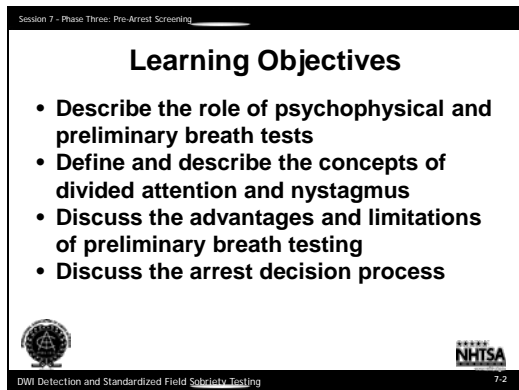 Session 7 - Phase Three: Pre-Arrest Screening
Learning Objectives
• Describe the role of psychophysical and
preliminary breath tests
• Define and describe the concepts of
divided attention and nystagmus
• Discuss the advantages and limitations
of preliminary breath testing
• Discuss the arrest decision process
NHTSA
DWI Detection and Standardized Field Sobriety Testing
7-2